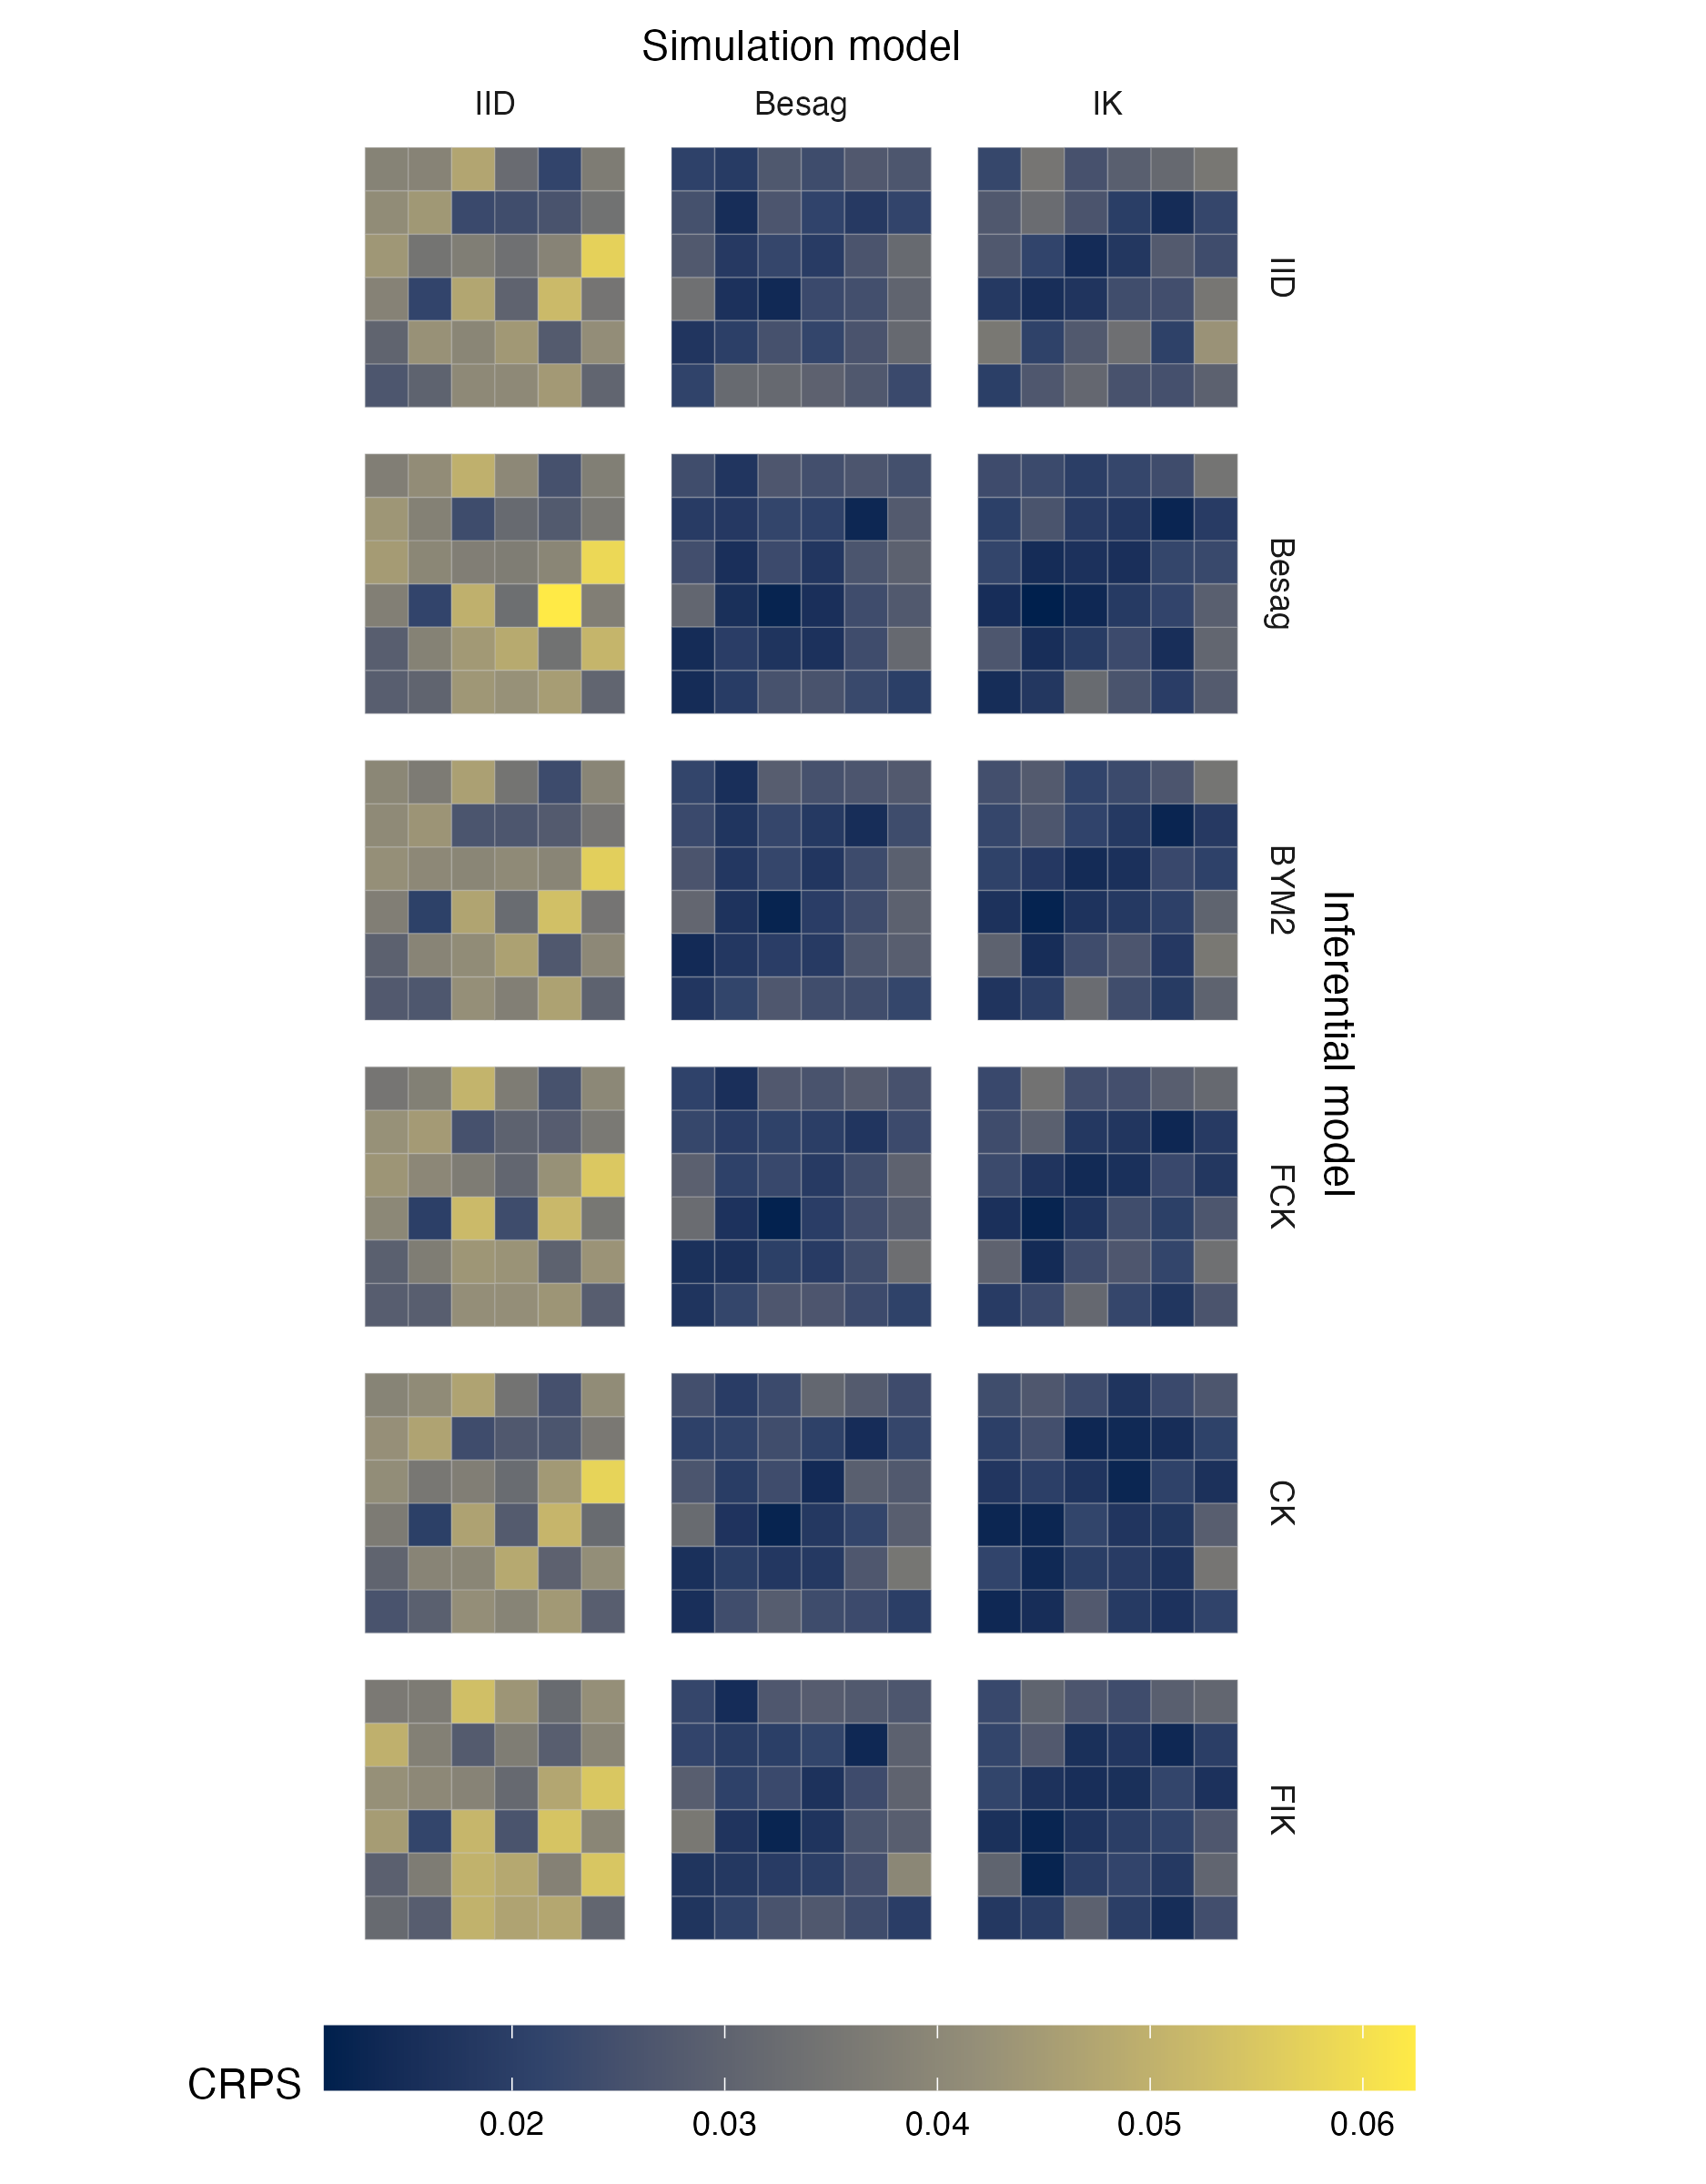 Simulation model
IID Besag IK
IID
Besag
BYM2
FCK
CK
FIK
Inferential model
CRPS
0.02 0.03 0.04 0.05 0.06